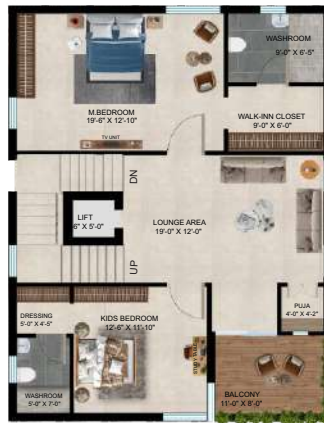 WASHROOM
9'-0" X 6'-5"
M.BEDROOM
19'-6" X 12'-10"
WALK-INN CLOSET
9'-0" X 6'-0"
TV UNIT
DN
LIFT
6" X 5'-0"
LOUNGE AREA
19'-0" X 12'-0"
UP
DRESSING
5'-0" X 4'-5"
KIDS BEDROOM
12'-6" X 11'-10"
PUJA
4'-0" X 4'-2"
WASHROOM
5'-0" X 7'-0"
BALCONY
11'-0" X 8'-0"